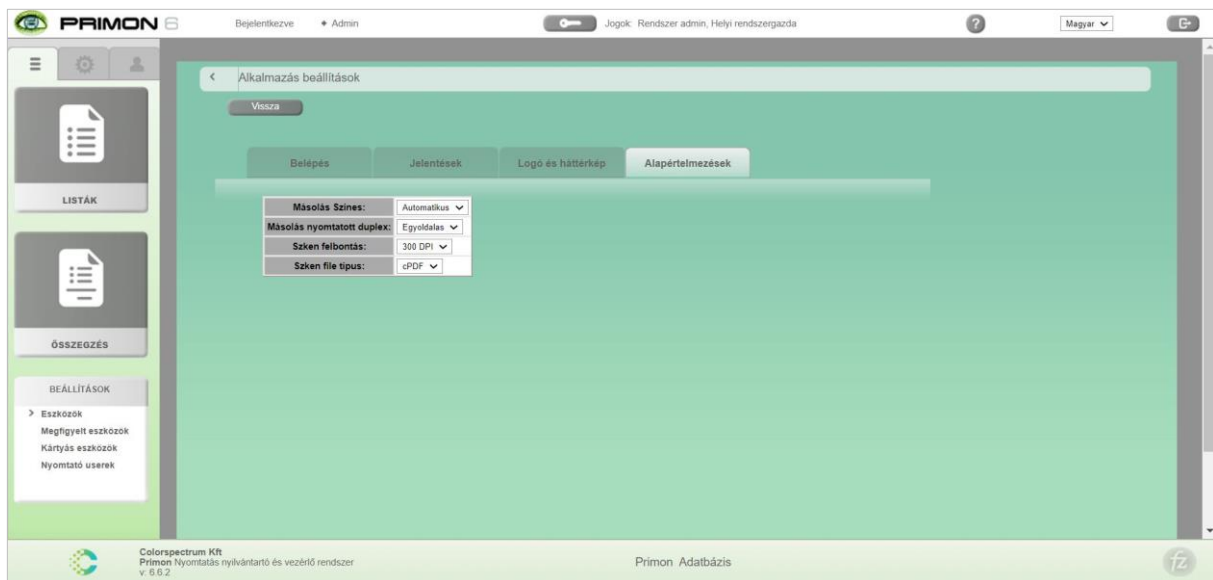 PRIMON 6
Bejelentkezve
Admin
Jogok: Rendszer admin, Helyi rendszergazda
?
Magyar
Alkalmazás beállítások
Vissza
Belépés
Jelentések
Logó és háttérkép
Alapértelmezések
Másolás Színes: Automatikus
Másolás nyomtatott duplex: Egyoldalas
Szken felbontás: 300 DPI
Szken file típus: cPDF
LISTÁK
ÖSSZEGZÉS
BEÁLLÍTÁSOK
Eszközök
Megfigyelt eszközök
Kártyás eszközök
Nyomtató userek
Colorspectrum Kft
Primon Nyomtatás nyilvántartó és vezérlő rendszer
v: 6.6.2
Primon Adatbázis
fz